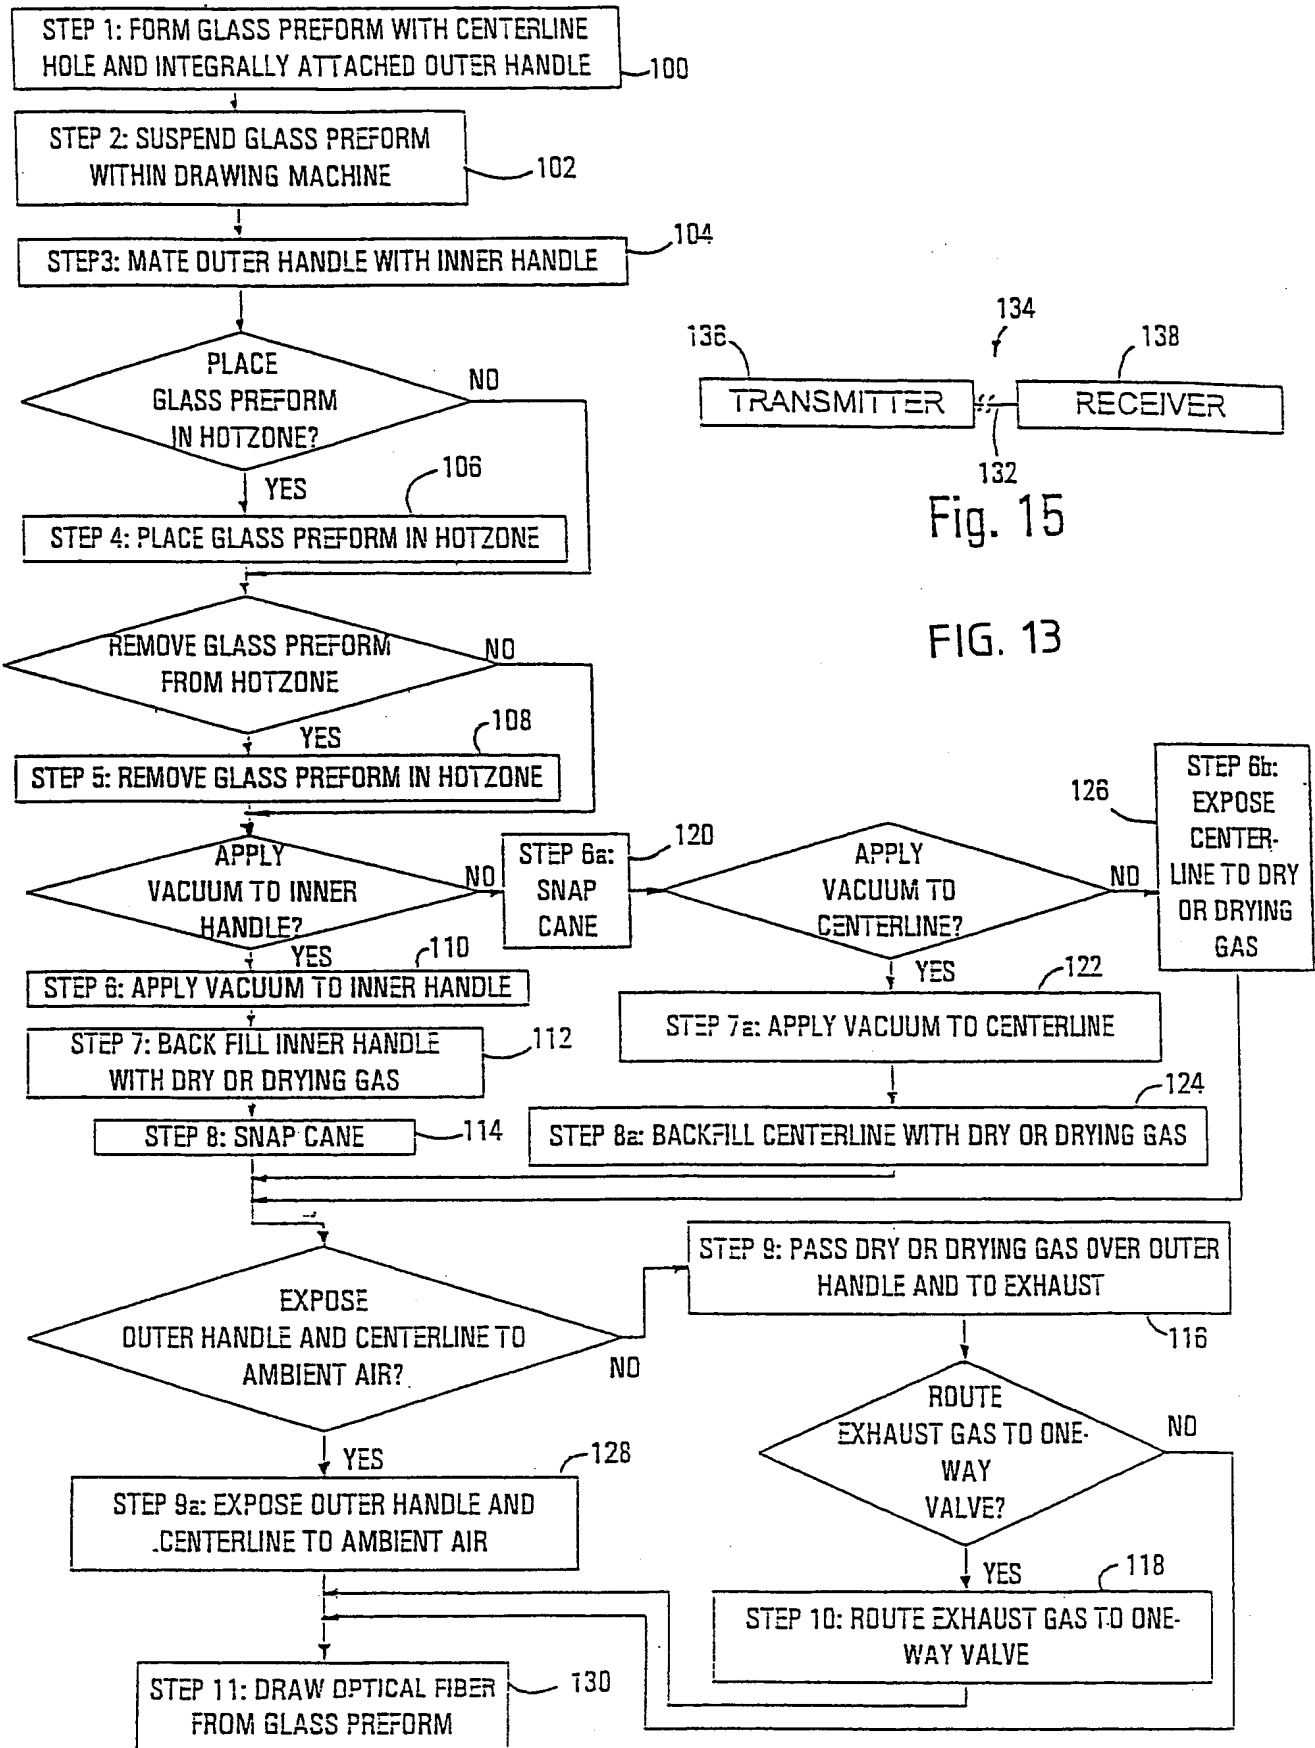 STEP 1: FORM GLASS PREFORM WITH CENTERLINE
HOLE AND INTEGRALLY ATTACHED OUTER HANDLE
100
STEP 2: SUSPEND GLASS PREFORM
WITHIN DRAWING MACHINE
102
104
STEP3: MATE OUTER HANDLE WITH INNER HANDLE
PLACE
GLASS PREFORM
IN HOTZONE?
NO
YES
106
STEP 4: PLACE GLASS PREFORM IN HOTZONE
134
136
138
TRANSMITTER
RECEIVER
132
Fig. 15
FIG. 13
REMOVE GLASS PREFORM
FROM HOTZONE
NO
YES
108
STEP 5: REMOVE GLASS PREFORM IN HOTZONE
APPLY
VACUUM TO INNER
HANDLE?
NO
YES
STEP 6a:
SNAP
CANE
120
APPLY
VACUUM TO
CENTERLINE?
NO
YES
126
STEP 6b:
EXPOSE
CENTER-
LINE TO DRY
OR DRYING
GAS
110
STEP 6: APPLY VACUUM TO INNER HANDLE
122
STEP 7a: APPLY VACUUM TO CENTERLINE
STEP 7: BACK FILL INNER HANDLE
WITH DRY OR DRYING GAS
112
124
STEP 8: SNAP CANE
114
STEP 8a: BACKFILL CENTERLINE WITH DRY OR DRYING GAS
EXPOSE
OUTER HANDLE AND CENTERLINE TO
AMBIENT AIR?
NO
YES
STEP 9: PASS DRY OR DRYING GAS OVER OUTER
HANDLE AND TO EXHAUST
116
ROUTE
EXHAUST GAS TO ONE-
WAY
VALVE?
NO
YES
128
STEP 9a: EXPOSE OUTER HANDLE AND
CENTERLINE TO AMBIENT AIR
118
STEP 10: ROUTE EXHAUST GAS TO ONE-
WAY VALVE
STEP 11: DRAW OPTICAL FIBER
FROM GLASS PREFORM
130